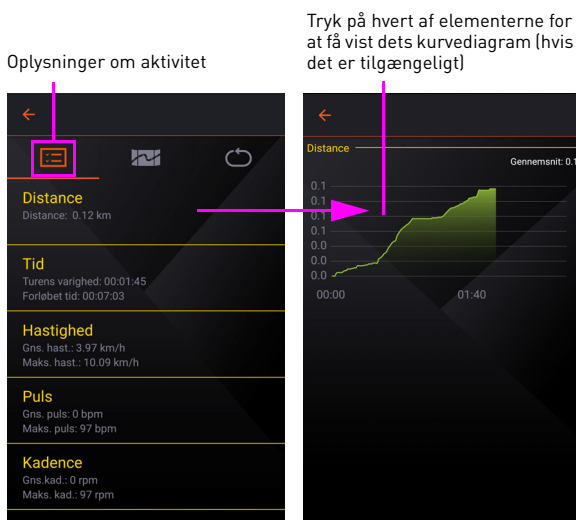 Oplysninger om aktivitet
Tryk på hvert af elementerne for
at få vist dets kurvediagram (hvis
det er tilgængeligt)
Distance
Distance: 0.12 km
Tid
Turens varighed: 00:01:45
Forløbet tid: 00:07:03
Hastighed
Gns. hast.: 3.97 km/h
Maks. hast.: 10.09 km/h
Puls
Gns. puls: 0 bpm
Maks. puls: 97 bpm
Kadence
Gns.kad.: 0 rpm
Maks. kad.: 97 rpm
Distance
Gennemsnit: 0.1
0.1
0.1
0.1
0.1
0.0
0.0
0.0
00:00 01:40